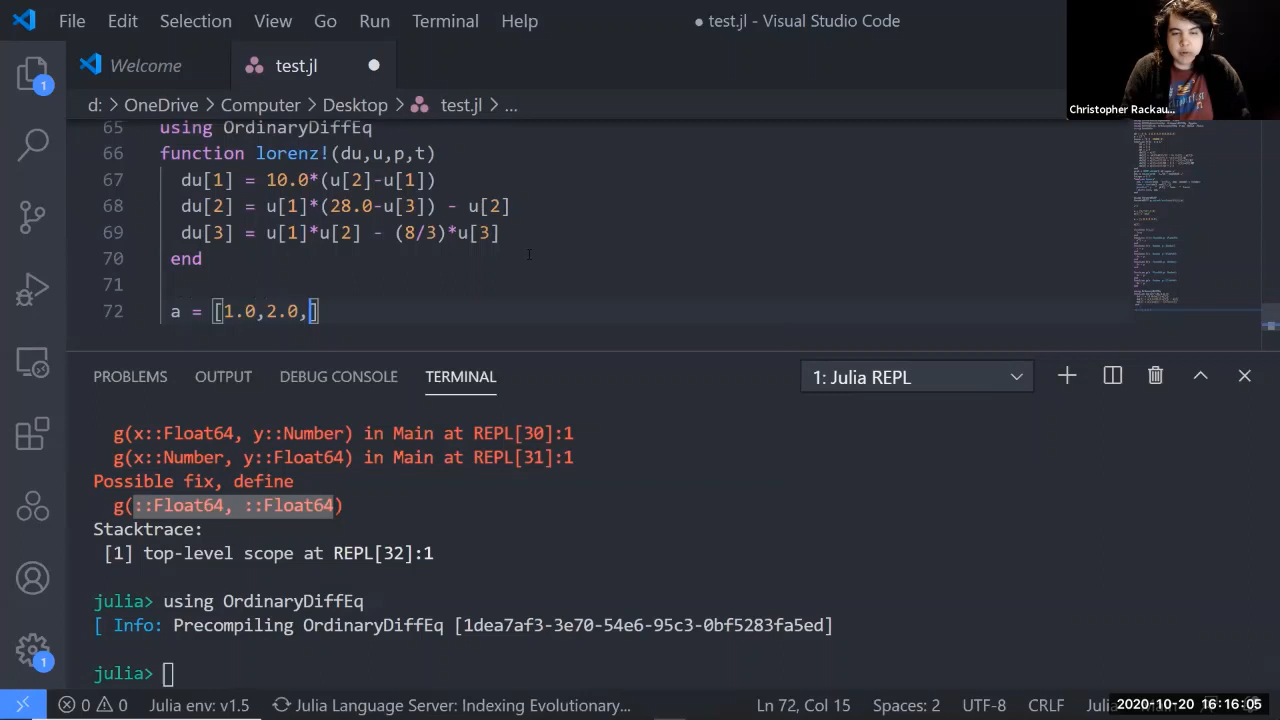 File Edit Selection View Go Run Terminal Help
test.jl - Visual Studio Code
Welcome
test.jl
Christopher Rackau...
d: > OneDrive > Computer > Desktop > test.jl > ...
65 using OrdinaryDiffEq
66 function lorenz!(du,u,p,t)
67 du[1] = 10.0*(u[2]-u[1])
68 du[2] = u[1]*(28.0-u[3]) - u[2]
69 du[3] = u[1]*u[2] - (8/3)*u[3]
70 end
71
72 a = [1.0,2.0,]
PROBLEMS OUTPUT DEBUG CONSOLE TERMINAL
1: Julia REPL
g(x::Float64, y::Number) in Main at REPL[30]:1
g(x::Number, y::Float64) in Main at REPL[31]:1
Possible fix, define
g(::Float64, ::Float64)
Stacktrace:
[1] top-level scope at REPL[32]:1
julia> using OrdinaryDiffEq
[ Info: Precompiling OrdinaryDiffEq [1dea7af3-3e70-54e6-95c3-0bf5283fa5ed]
julia>
1
1
0 0 Julia env: v1.5 Julia Language Server: Indexing Evolutionary... Ln 72, Col 15 Spaces: 2 UTF-8 CRLF
2020-10-20 16:16:05